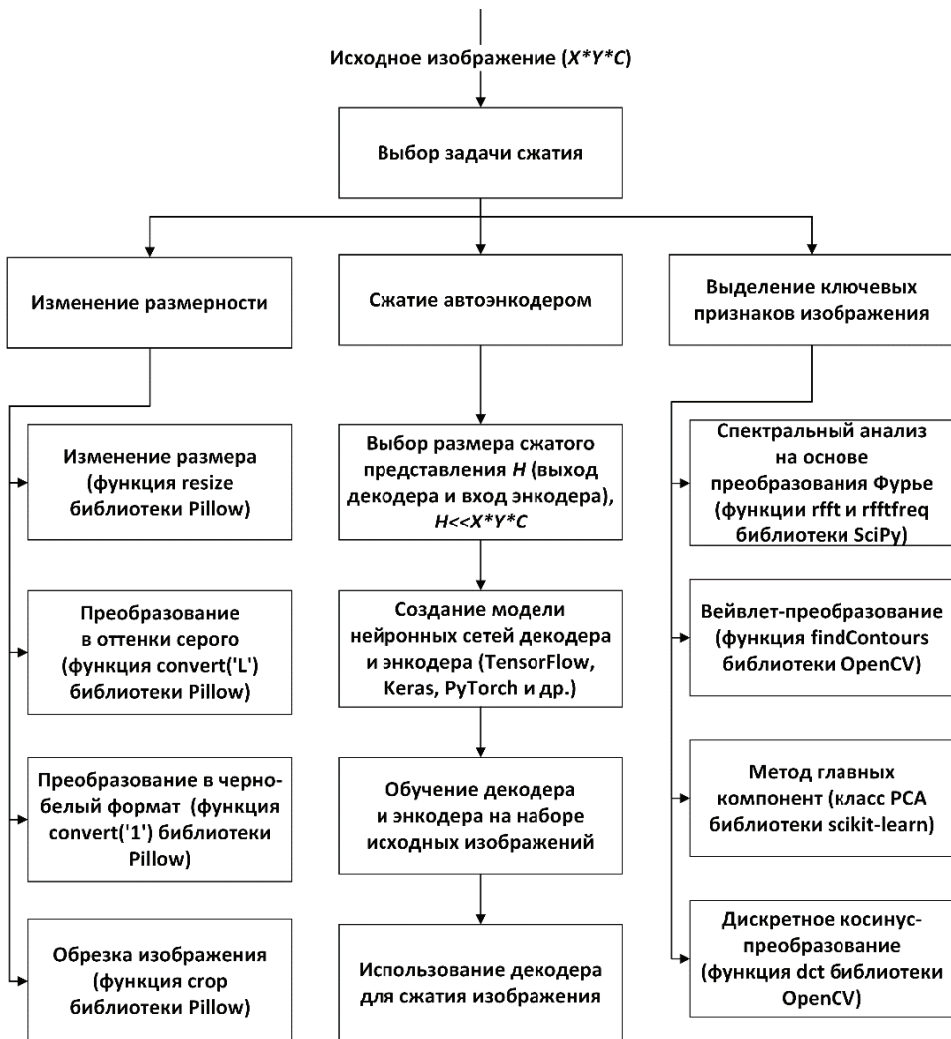 Исходное изображение (X*Y*C)
Выбор задачи сжатия
Изменение размерности
Сжатие автоэнкодером
Выделение ключевых
признаков изображения
Изменение размера
(функция resize
библиотеки Pillow)
Преобразование
в оттенки серого
(функция convert('L')
библиотеки Pillow)
Преобразование в черно-
белый формат (функция
convert('1') библиотеки
Pillow)
Обрезка изображения
(функция crop
библиотеки Pillow)
Выбор размера сжатого
представления H (выход
декодера и вход энкодера),
H<<X*Y*C
Создание модели
нейронных сетей декодера
и энкодера (TensorFlow,
Keras, PyTorch и др.)
Обучение декодера
и энкодера на наборе
исходных изображений
Использование декодера
для сжатия изображения
Спектральный анализ
на основе
преобразования Фурье
(функции rfft и rfftfreq
библиотеки SciPy)
Вейвлет-преобразование
(функция findContours
библиотеки OpenCV)
Метод главных
компонент (класс PCA
библиотеки scikit-learn)
Дискретное косинус-
преобразование
(функция dct библиотеки
OpenCV)